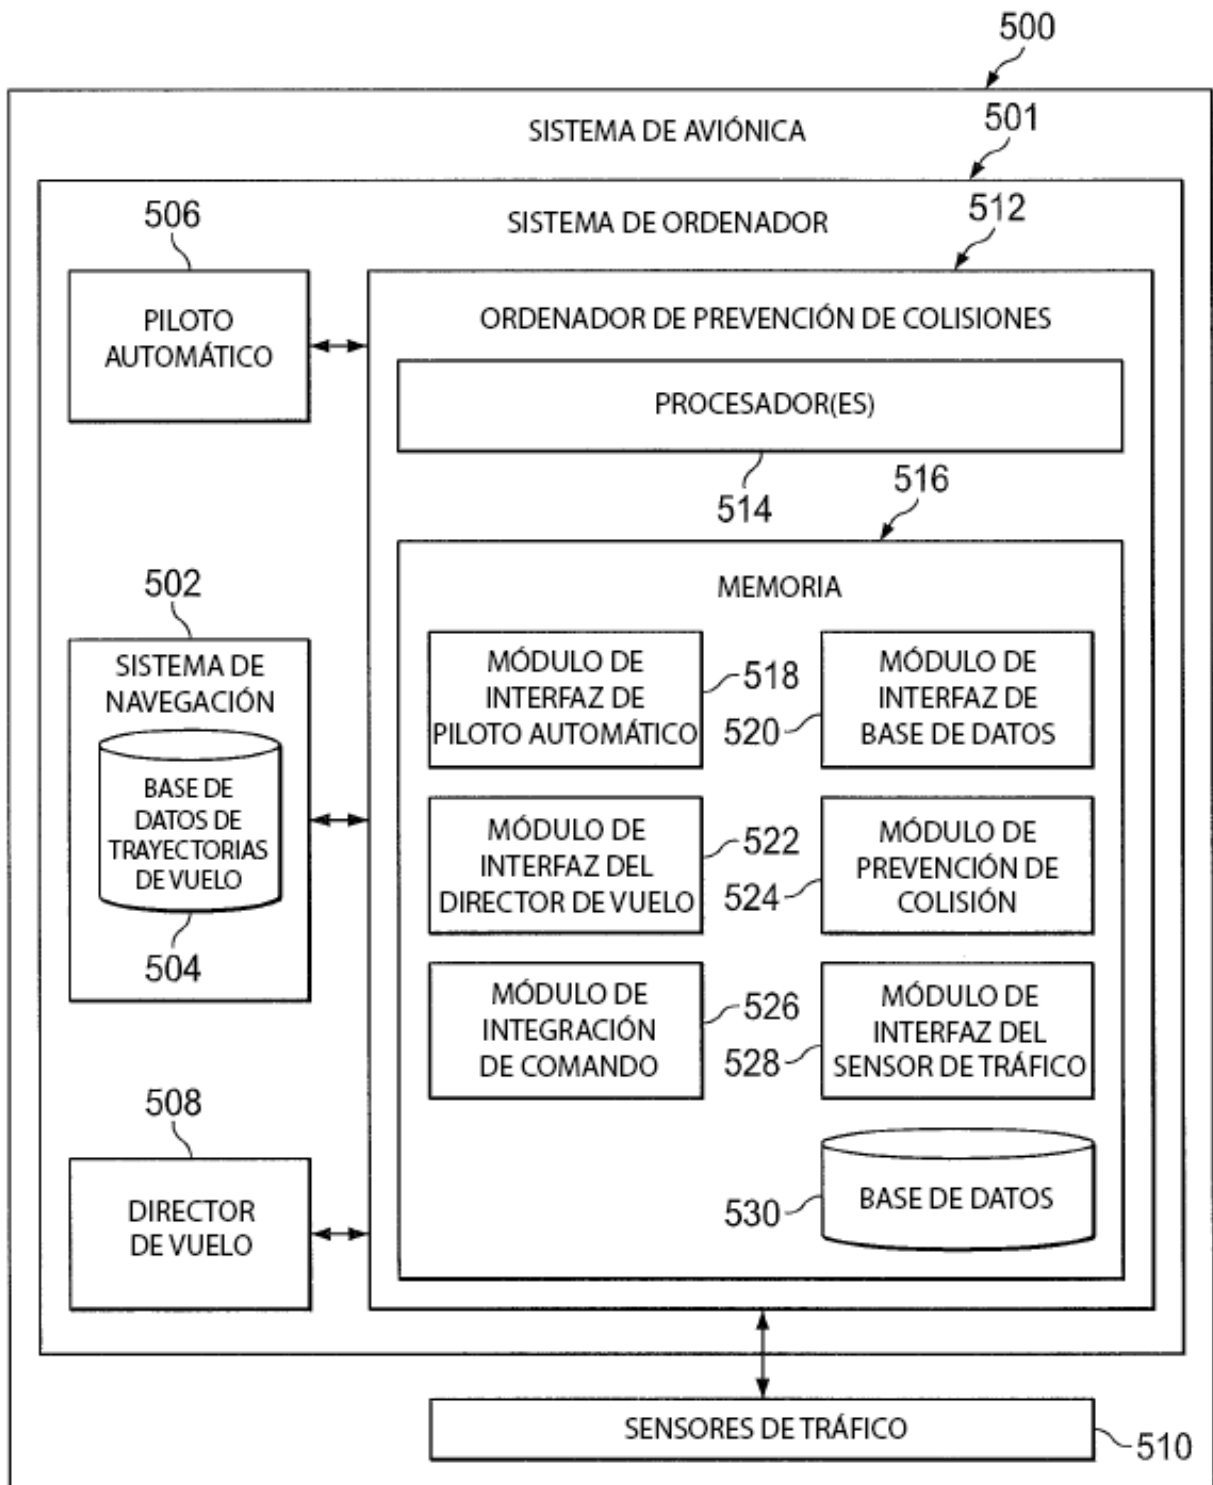 500
SISTEMA DE AVIÓNICA
501
SISTEMA DE ORDENADOR
512
506
PILOTO
AUTOMÁTICO
ORDENADOR DE PREVENCIÓN DE COLISIONES
PROCESADOR(ES)
514
516
MEMORIA
502
SISTEMA DE
NAVEGACIÓN
BASE DE
DATOS DE
TRAYECTORIAS
DE VUELO
504
MÓDULO DE
INTERFAZ DE
PILOTO AUTOMÁTICO
518
520
MÓDULO DE
INTERFAZ DE
BASE DE DATOS
MÓDULO DE
INTERFAZ DEL
DIRECTOR DE VUELO
522
524
MÓDULO DE
PREVENCIÓN DE
COLISIÓN
MÓDULO DE
INTEGRACIÓN
DE COMANDO
526
528
MÓDULO DE
INTERFAZ DEL
SENSOR DE TRÁFICO
508
DIRECTOR
DE VUELO
530
BASE DE DATOS
SENSORES DE TRÁFICO
510